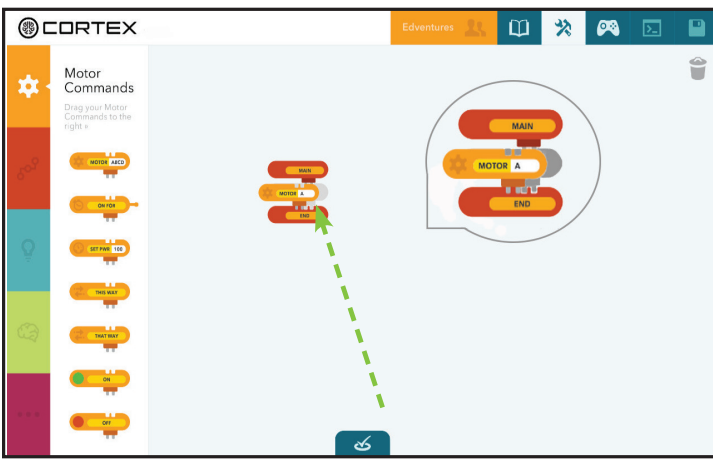 CORTEX
Edventures
Motor
Commands
Drag your Motor
Commands to the
right »
MOTOR ABCD
ON FOR
SET PWR 100
THIS WAY
THAT WAY
ON
OFF
MAIN
MOTOR A
END
MAIN
MOTOR A
END